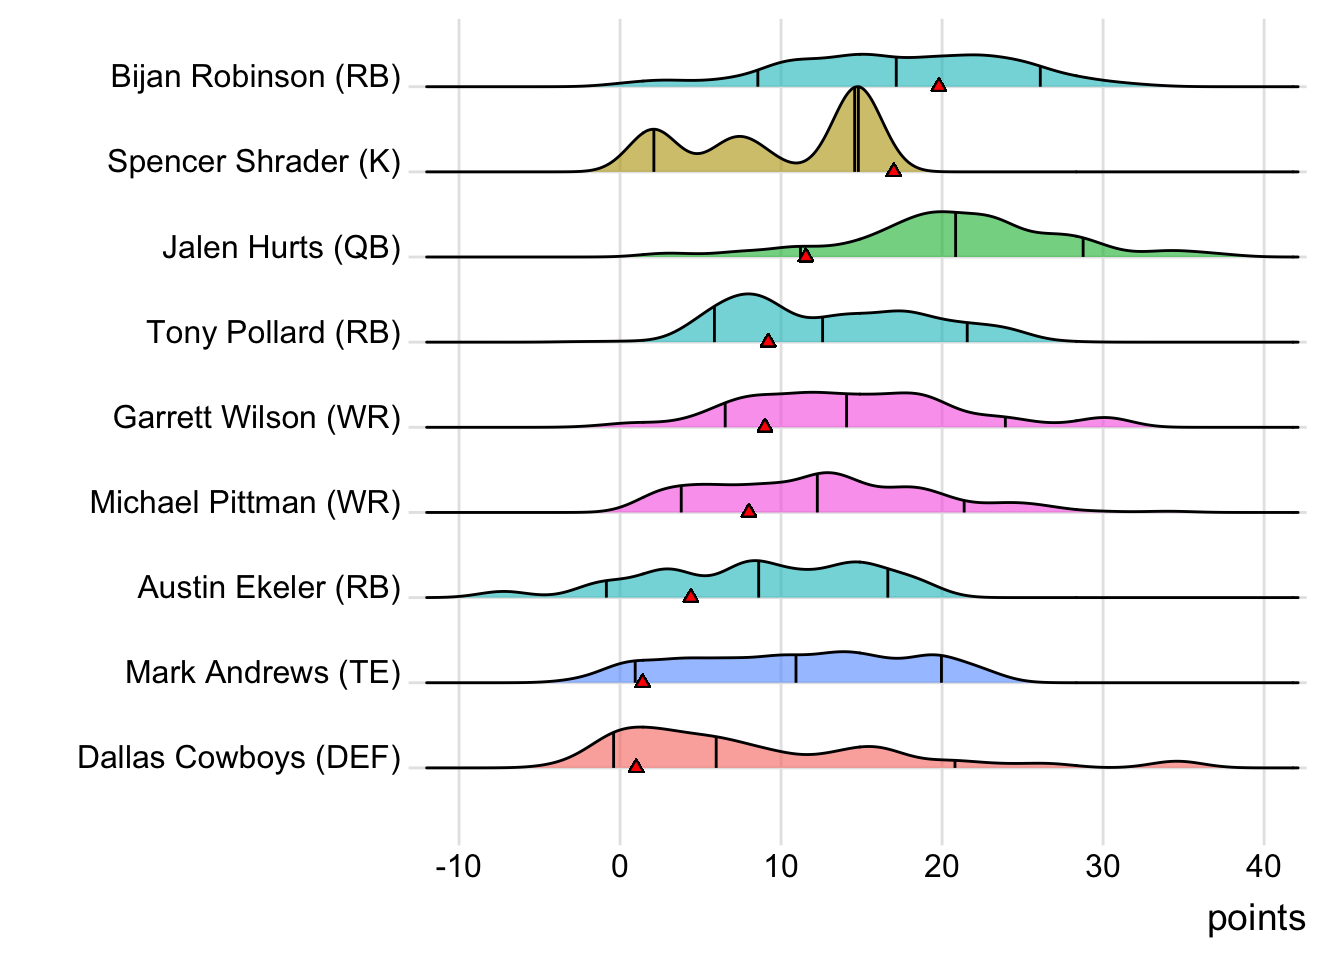 Bijan Robinson (RB)
Spencer Shrader (K)
Jalen Hurts (QB)
Tony Pollard (RB)
Garrett Wilson (WR)
Michael Pittman (WR)
Austin Ekeler (RB)
Mark Andrews (TE)
Dallas Cowboys (DEF)
-10 0 10 20 30 40
points